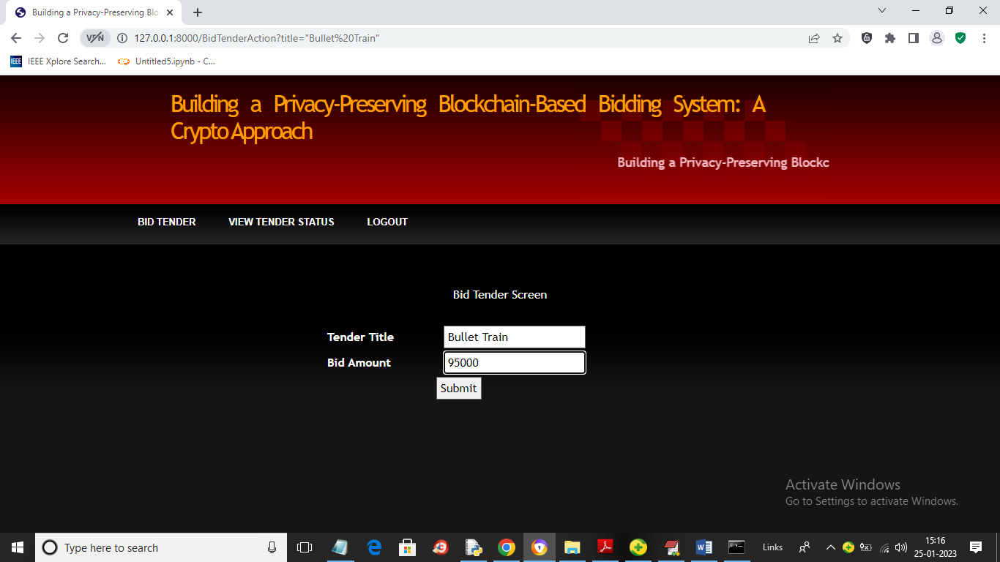 Building a Privacy-Preserving Blo
VPN
127.0.0.1:8000/BidTenderAction?title="Bullet%20Train"
IEEE IEEE Xplore Search... Untitled5.ipynb - C...
Building a Privacy-Preserving Blockchain-Based Bidding System: A
Crypto Approach
Building a Privacy-Preserving Blockc
BID TENDER VIEW TENDER STATUS LOGOUT
Bid Tender Screen
Tender Title Bullet Train
Bid Amount 95000
Submit
Activate Windows
Go to Settings to activate Windows.
Type here to search Links 15:16
25-01-2023